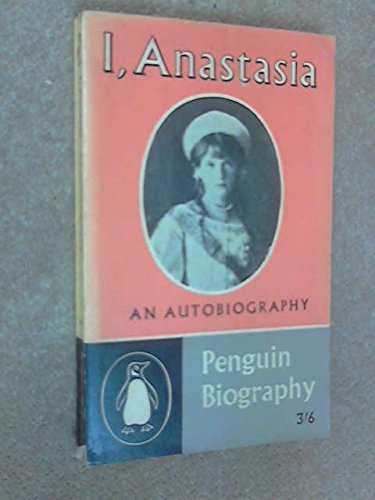 I, Anastasia
AN AUTOBIOGRAPHY
Penguin
Biography
3'6